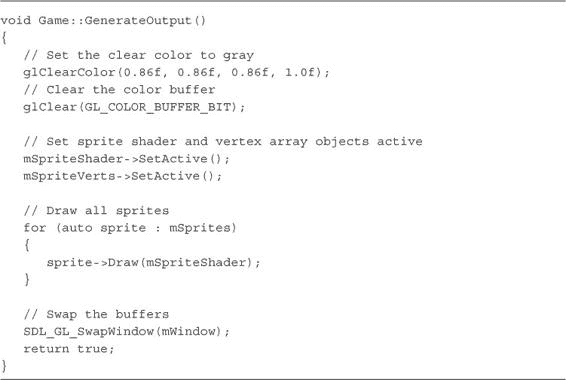 void Game::GenerateOutput()
{
   // Set the clear color to gray
   glClearColor(0.86f, 0.86f, 0.86f, 1.0f);
   // Clear the color buffer
   glClear(GL_COLOR_BUFFER_BIT);

   // Set sprite shader and vertex array objects active
   mSpriteShader->SetActive();
   mSpriteVerts->SetActive();

   // Draw all sprites
   for (auto sprite : mSprites)
   {
      sprite->Draw(mSpriteShader);
   }

   // Swap the buffers
   SDL_GL_SwapWindow(mWindow);
   return true;
}